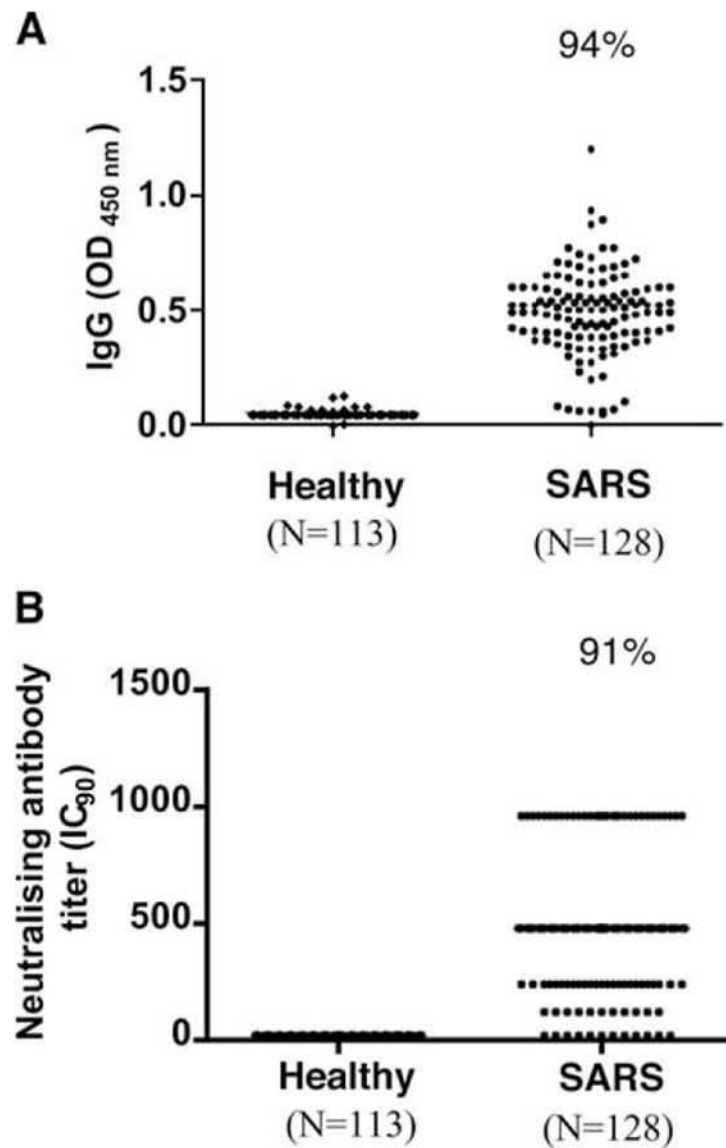 A
94%
IgG (OD 450 nm)
1.5
1.0
0.5
0.0
Healthy
SARS
(N=113)
(N=128)
B
91%
Neutralising antibody
titer (IC90)
1500
1000
500
0
Healthy
SARS
(N=113)
(N=128)